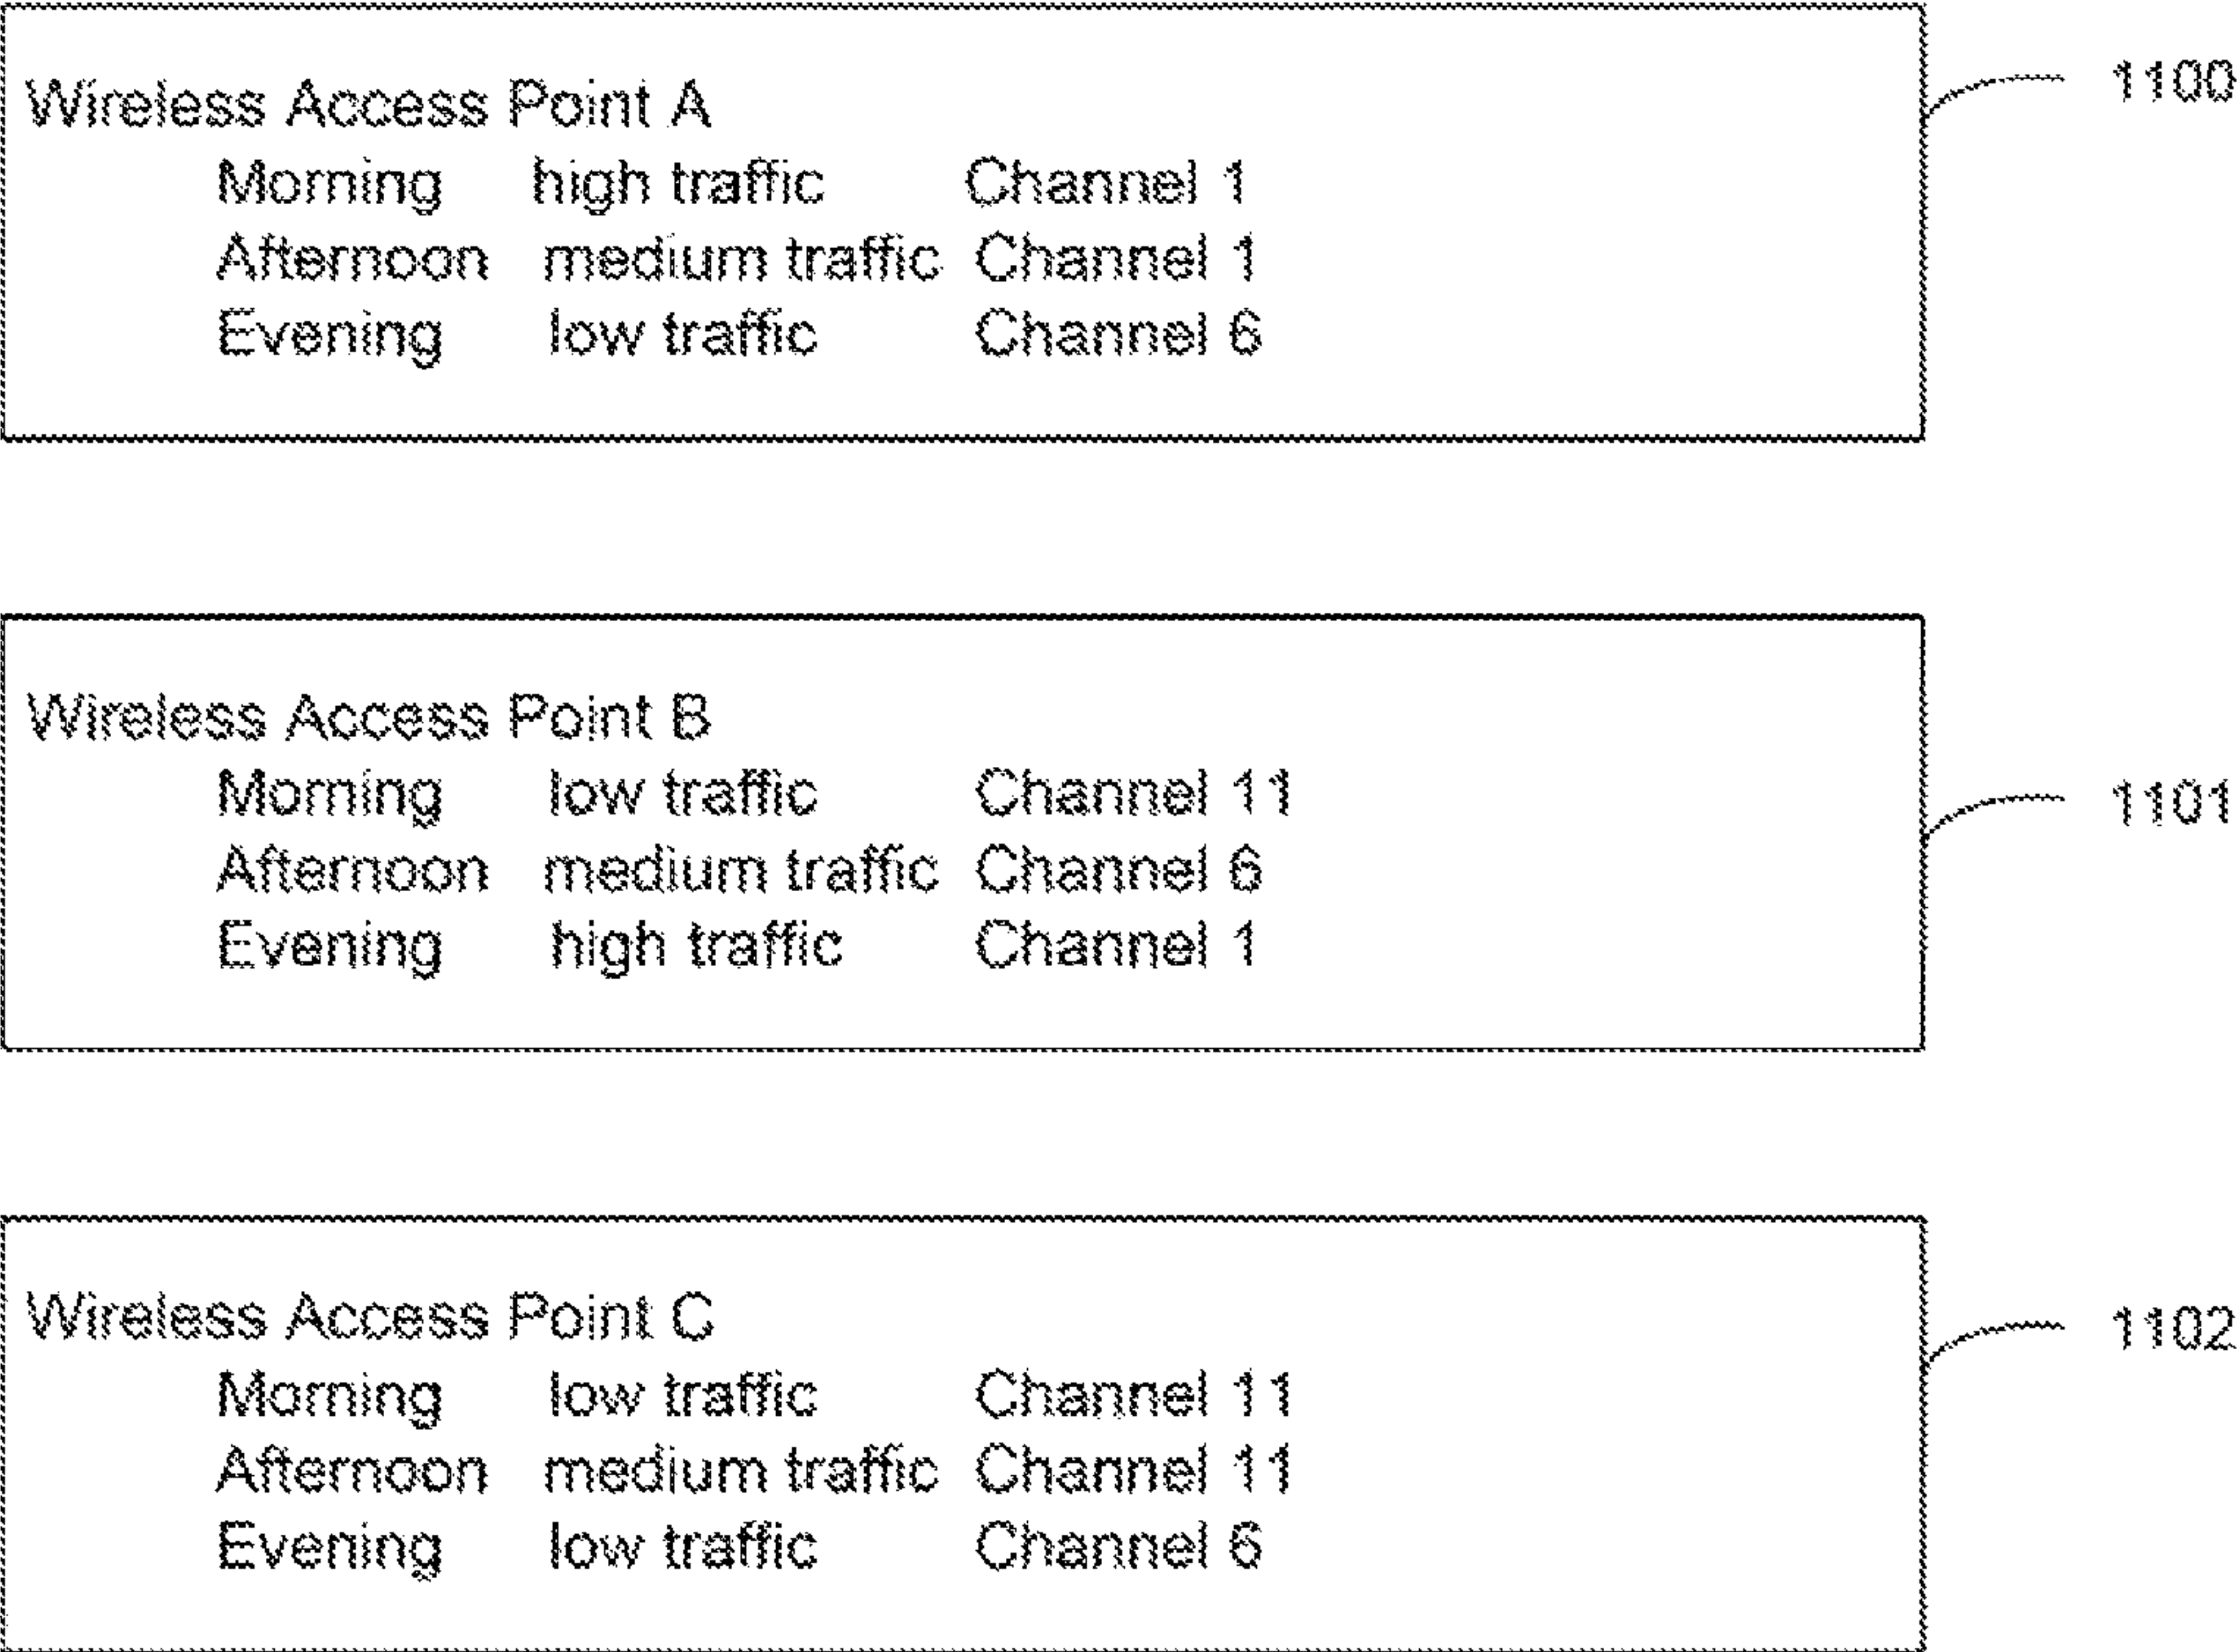 Wireless Access Point A
1100
Morning high traffic Channel 1
Afternoon medium traffic Channel 1
Evening low traffic Channel 6
Wireless Access Point B
Morning low traffic Channel 11
1101
Afternoon medium traffic Channel 6
Evening high traffic Channel 1
Wireless Access Point C
1102
Morning low traffic Channel 11
Afternoon medium traffic Channel 11
Evening low traffic Channel 6